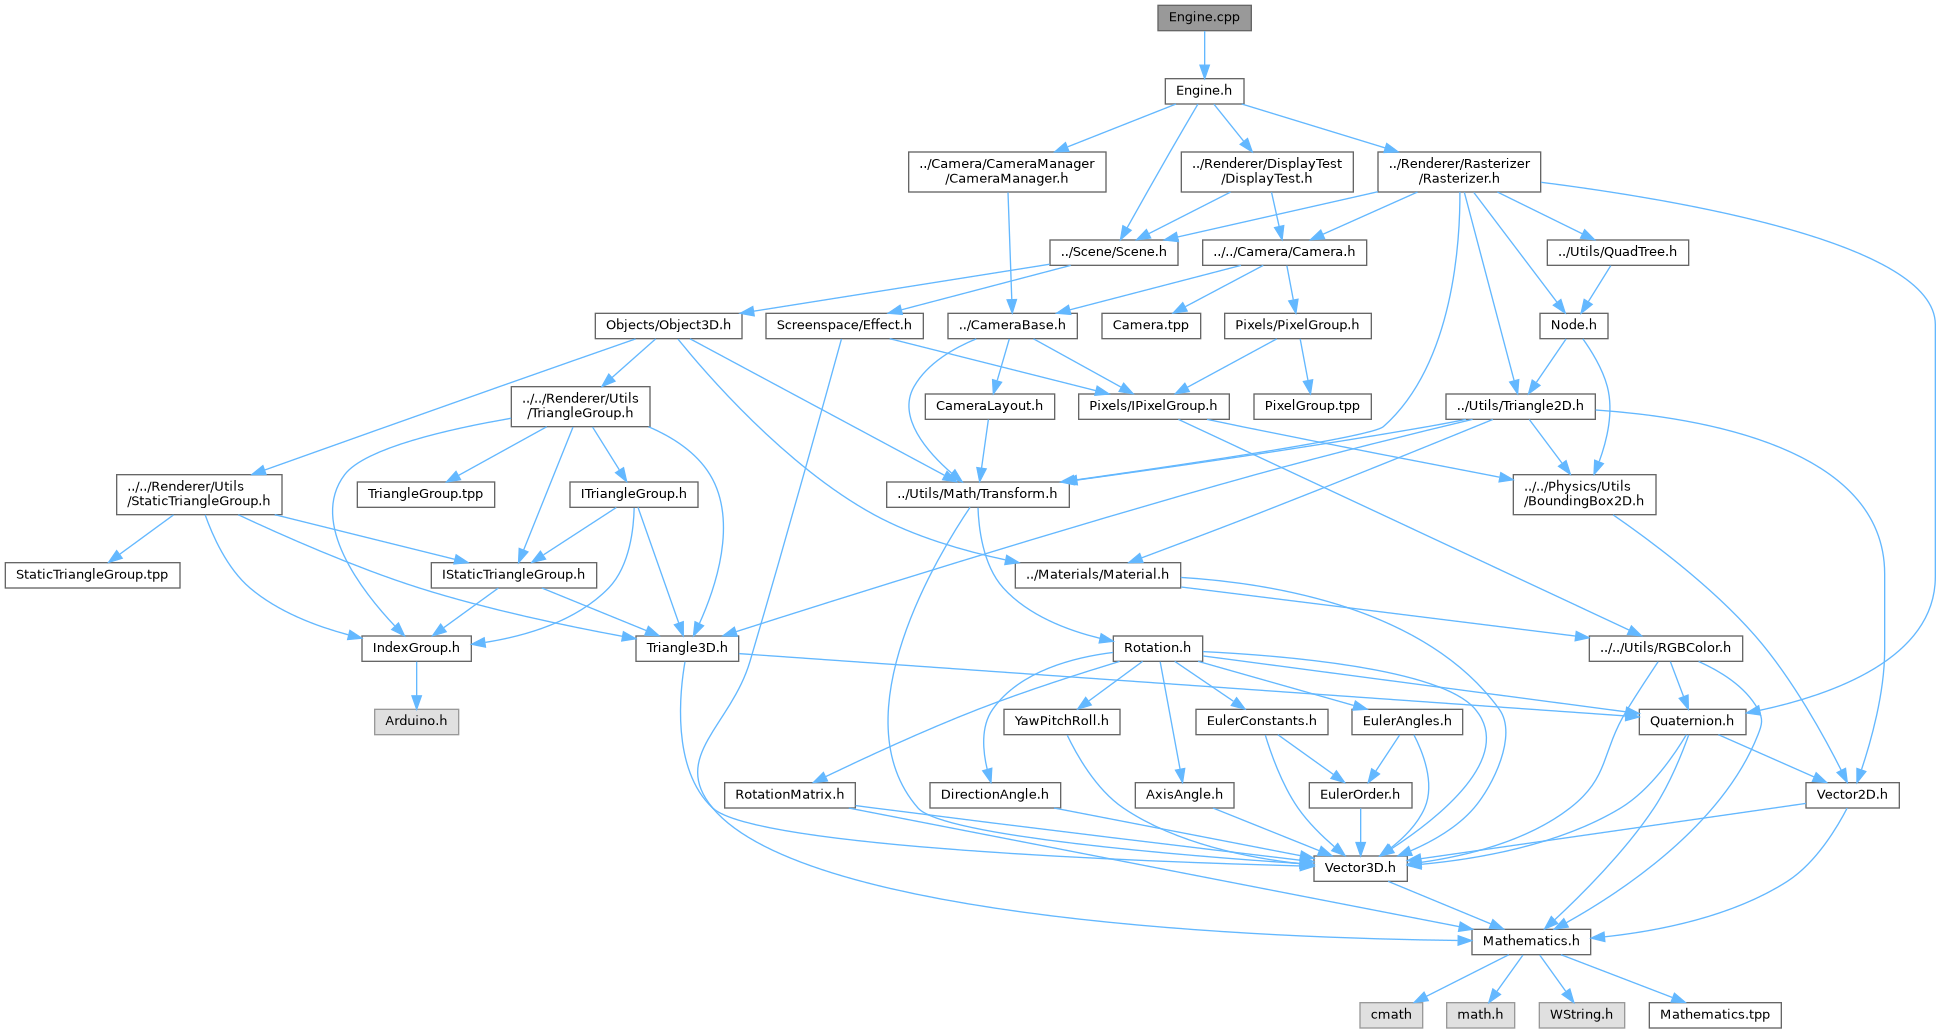 Engine.cpp
Engine.h
../Camera/CameraManager
/CameraManager.h
../Renderer/DisplayTest
/DisplayTest.h
../Renderer/Rasterizer
/Rasterizer.h
../Scene/Scene.h
../../Camera/Camera.h
../Utils/QuadTree.h
Objects/Object3D.h
Screenspace/Effect.h
../CameraBase.h
Camera.tpp
Pixels/PixelGroup.h
Node.h
../../Renderer/Utils
/TriangleGroup.h
CameraLayout.h
Pixels/IPixelGroup.h
PixelGroup.tpp
../Utils/Triangle2D.h
../../Renderer/Utils
/StaticTriangleGroup.h
TriangleGroup.tpp
ITriangleGroup.h
../Utils/Math/Transform.h
../../Physics/Utils
/BoundingBox2D.h
StaticTriangleGroup.tpp
IStaticTriangleGroup.h
../Materials/Material.h
IndexGroup.h
Triangle3D.h
Rotation.h
../../Utils/RGBColor.h
Arduino.h
YawPitchRoll.h
EulerConstants.h
EulerAngles.h
Quaternion.h
RotationMatrix.h
DirectionAngle.h
AxisAngle.h
EulerOrder.h
Vector2D.h
Vector3D.h
Mathematics.h
cmath
math.h
WString.h
Mathematics.tpp